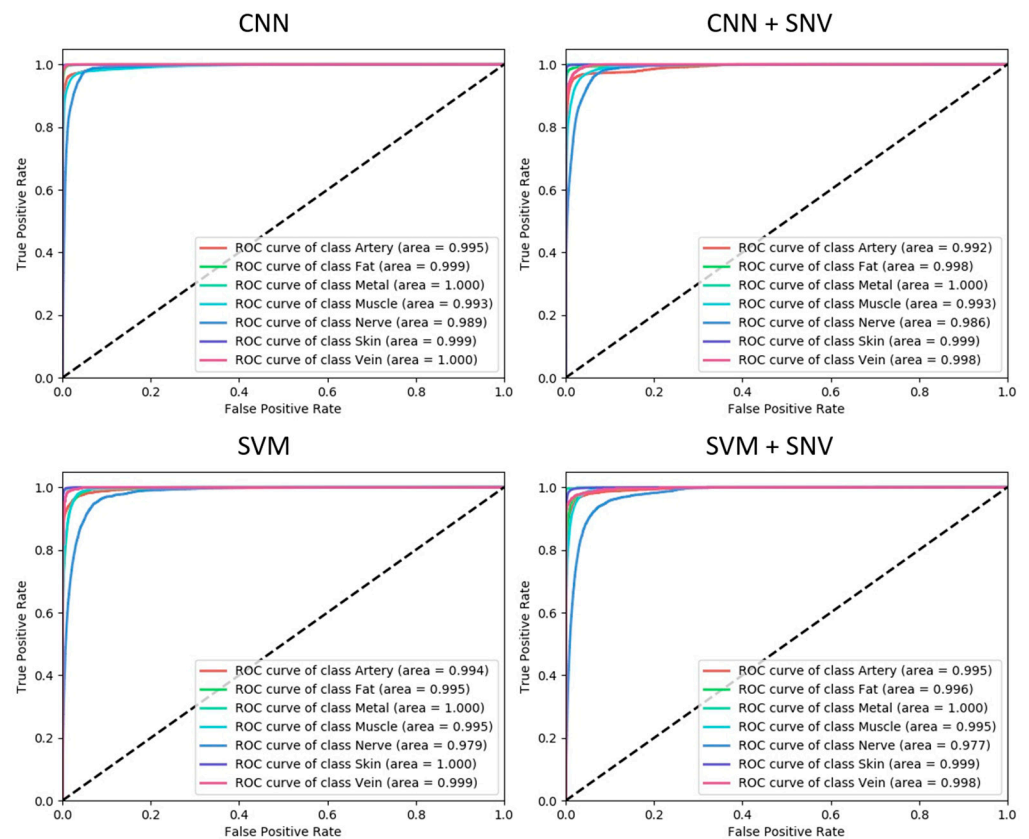 CNN
CNN + SNV
1.0
0.8
0.6
0.4
0.2
0.0
True Positive Rate
ROC curve of class Artery (area = 0.995)
ROC curve of class Fat (area = 0.999)
ROC curve of class Metal (area = 1.000)
ROC curve of class Muscle (area = 0.993)
ROC curve of class Nerve (area = 0.989)
ROC curve of class Skin (area = 0.999)
ROC curve of class Vein (area = 1.000)
0.0 0.2 0.4 0.6 0.8 1.0
False Positive Rate
1.0
0.8
0.6
0.4
0.2
0.0
True Positive Rate
ROC curve of class Artery (area = 0.992)
ROC curve of class Fat (area = 0.998)
ROC curve of class Metal (area = 1.000)
ROC curve of class Muscle (area = 0.993)
ROC curve of class Nerve (area = 0.986)
ROC curve of class Skin (area = 0.999)
ROC curve of class Vein (area = 0.998)
0.0 0.2 0.4 0.6 0.8 1.0
False Positive Rate
SVM
SVM + SNV
1.0
0.8
0.6
0.4
0.2
0.0
True Positive Rate
ROC curve of class Artery (area = 0.994)
ROC curve of class Fat (area = 0.995)
ROC curve of class Metal (area = 1.000)
ROC curve of class Muscle (area = 0.995)
ROC curve of class Nerve (area = 0.979)
ROC curve of class Skin (area = 1.000)
ROC curve of class Vein (area = 0.999)
0.0 0.2 0.4 0.6 0.8 1.0
False Positive Rate
1.0
0.8
0.6
0.4
0.2
0.0
True Positive Rate
ROC curve of class Artery (area = 0.995)
ROC curve of class Fat (area = 0.996)
ROC curve of class Metal (area = 1.000)
ROC curve of class Muscle (area = 0.995)
ROC curve of class Nerve (area = 0.977)
ROC curve of class Skin (area = 0.999)
ROC curve of class Vein (area = 0.998)
0.0 0.2 0.4 0.6 0.8 1.0
False Positive Rate